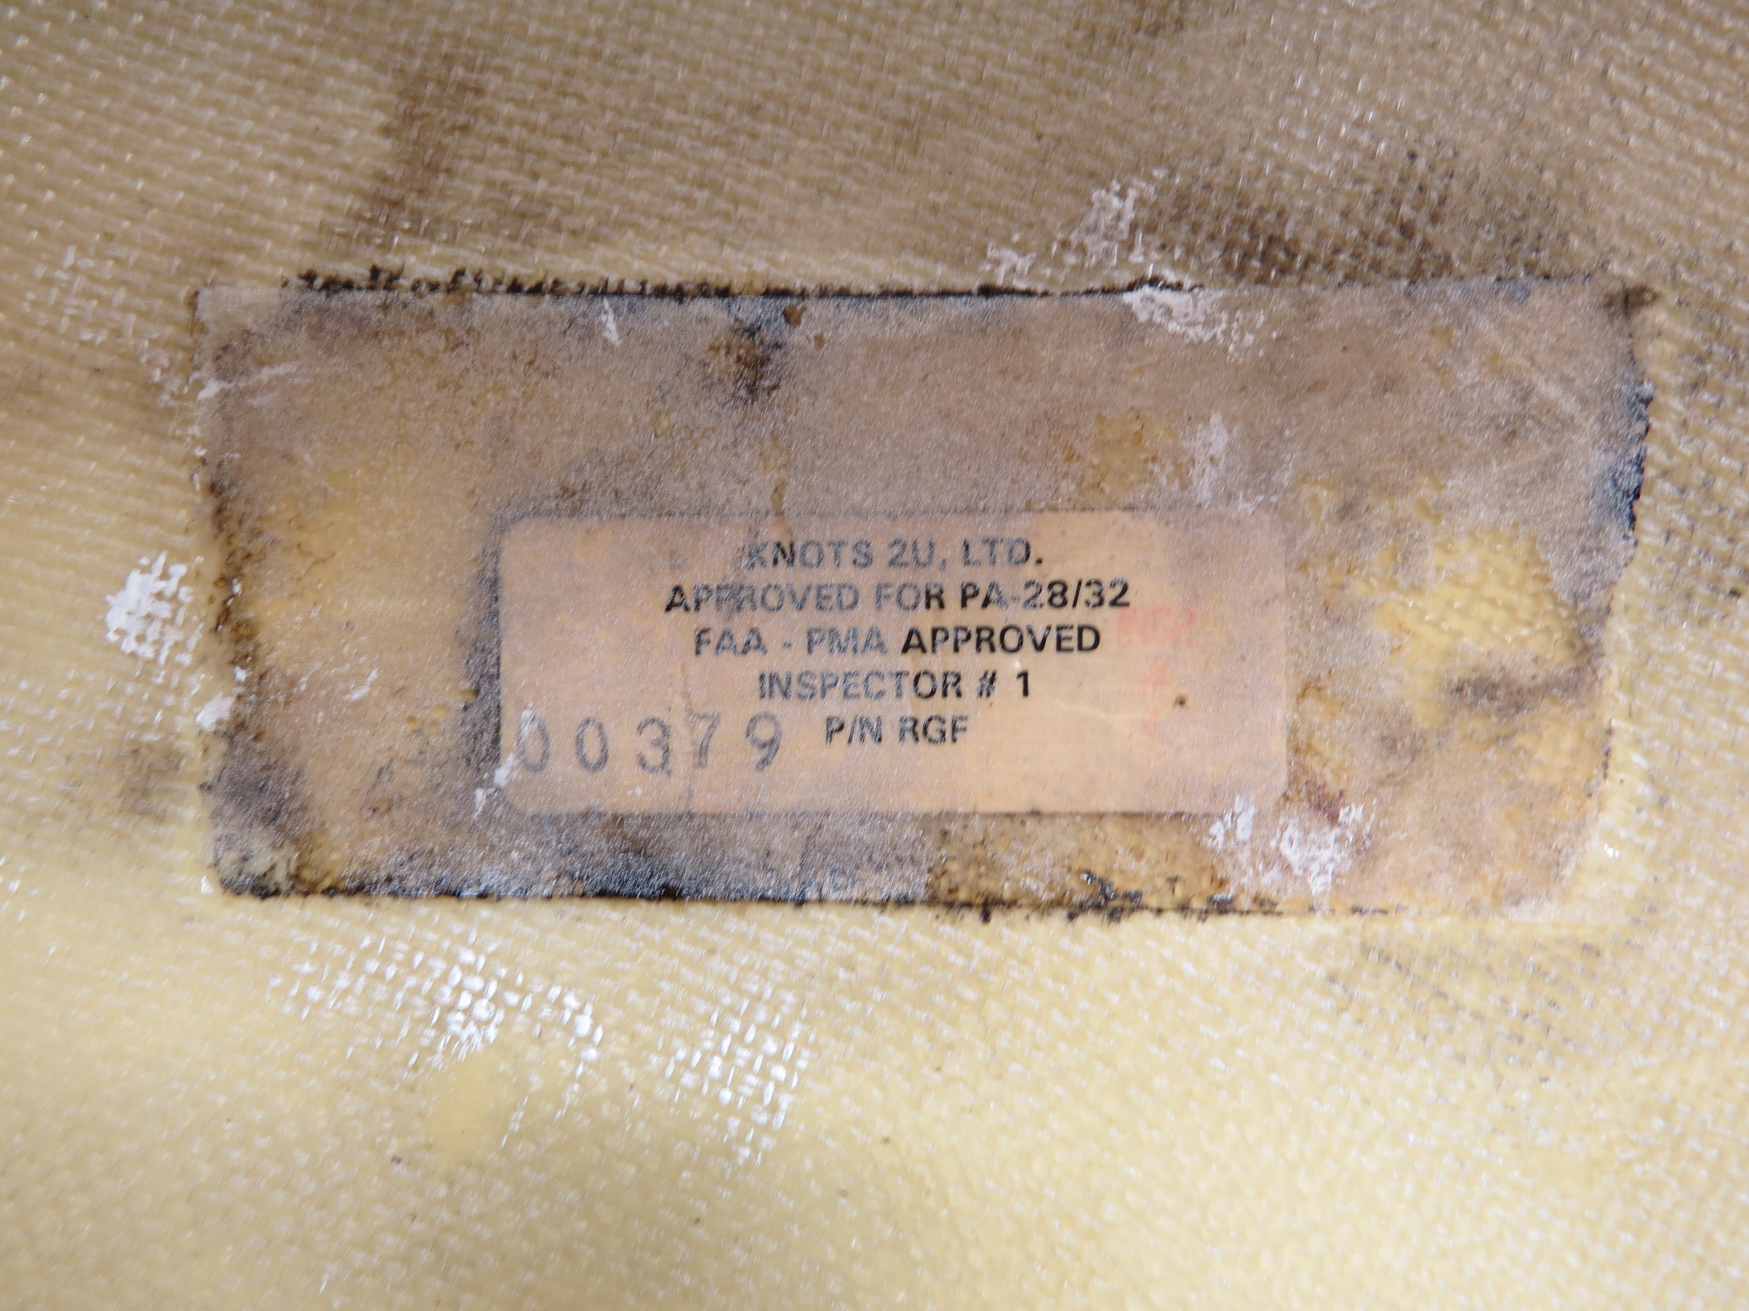 KNOTS 2U, LTD.
APPROVED FOR PA-28/32
FAA - PMA APPROVED
INSPECTOR # 1
P/N RGF
00379